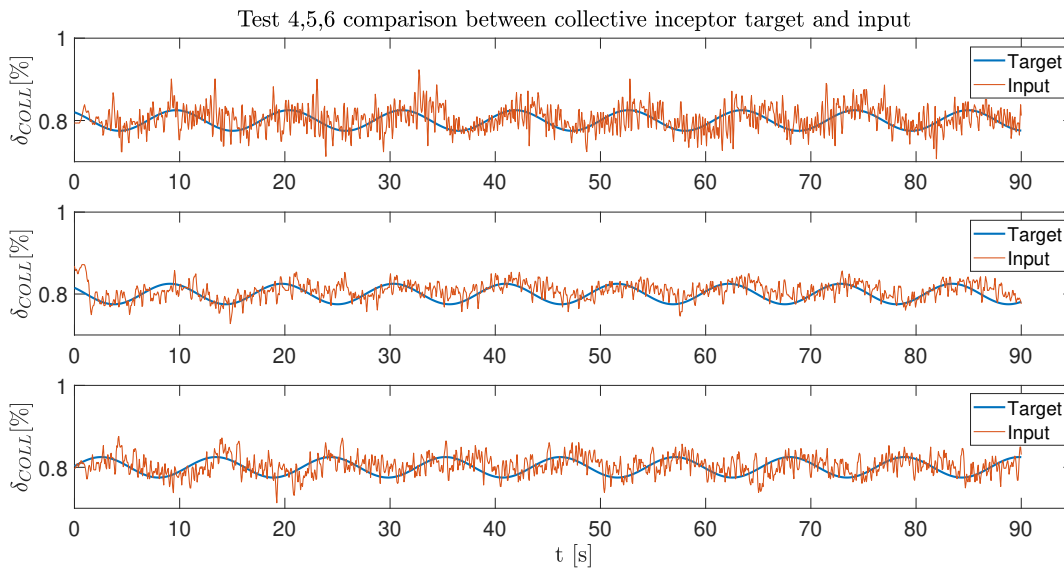 Test 4,5,6 comparison between collective inceptor target and input
1
0.8
δCOLL[%]
Target
Input
0 10 20 30 40 50 60 70 80 90
1
0.8
δCOLL[%]
Target
Input
0 10 20 30 40 50 60 70 80 90
1
0.8
δCOLL[%]
Target
Input
0 10 20 30 40 50 60 70 80 90
t [s]